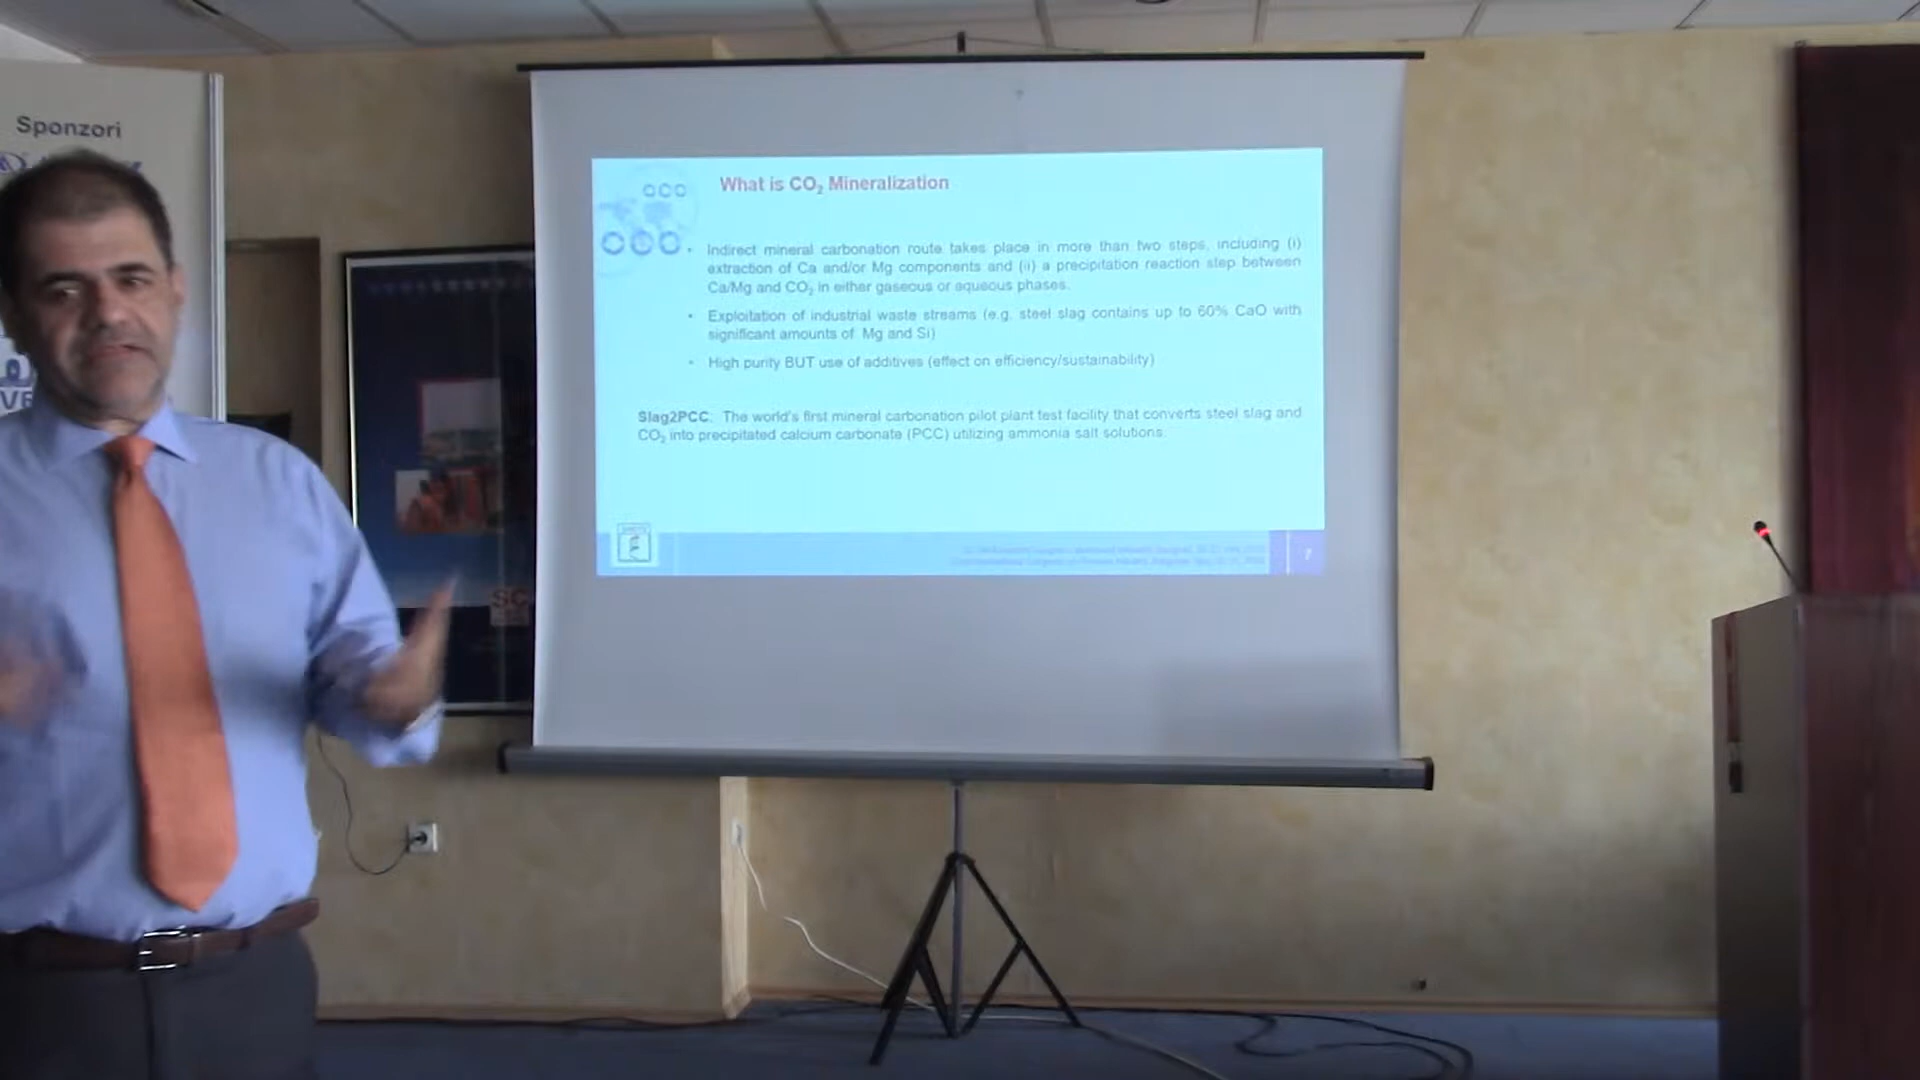 Sponzori
What is CO₂ Mineralization
• Indirect mineral carbonation route takes place in more than two steps, including (i)
extraction of Ca and/or Mg components and (ii) a precipitation reaction step between
Ca/Mg and CO₂ in either gaseous or aqueous phases.
• Exploitation of industrial waste streams (e.g. steel slag contains up to 60% CaO with
significant amounts of Mg and Si)
• High purity BUT use of additives (effect on efficiency/sustainability)
Slag2PCC: The world's first mineral carbonation pilot plant test facility that converts steel slag and
CO₂ into precipitated calcium carbonate (PCC) utilizing ammonia salt solutions.
7